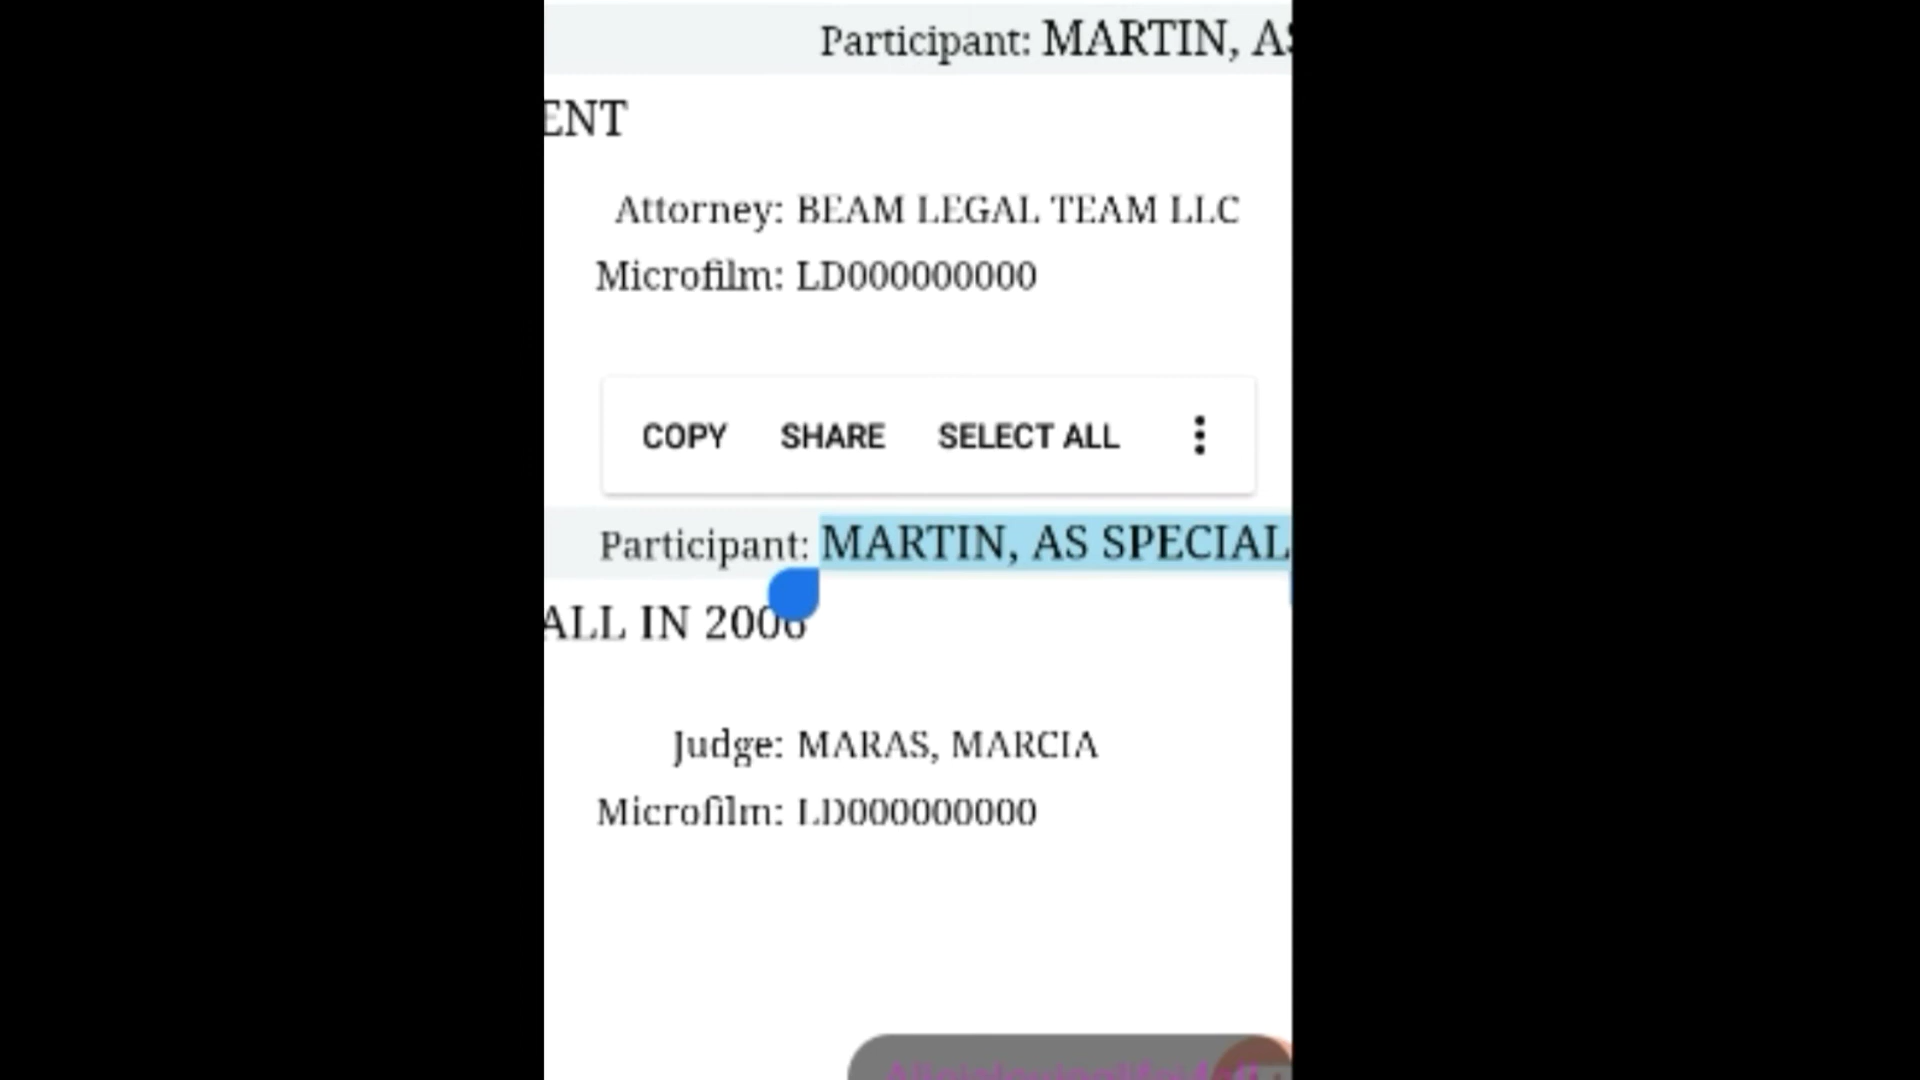 Participant: MARTIN, AS
ENT
Attorney: BEAM LEGAL TEAM LLC
Microfilm: LD000000000
COPY SHARE SELECT ALL
Participant: MARTIN, AS SPECIAL
ALL IN 2006
Judge: MARAS, MARCIA
Microfilm: LD000000000